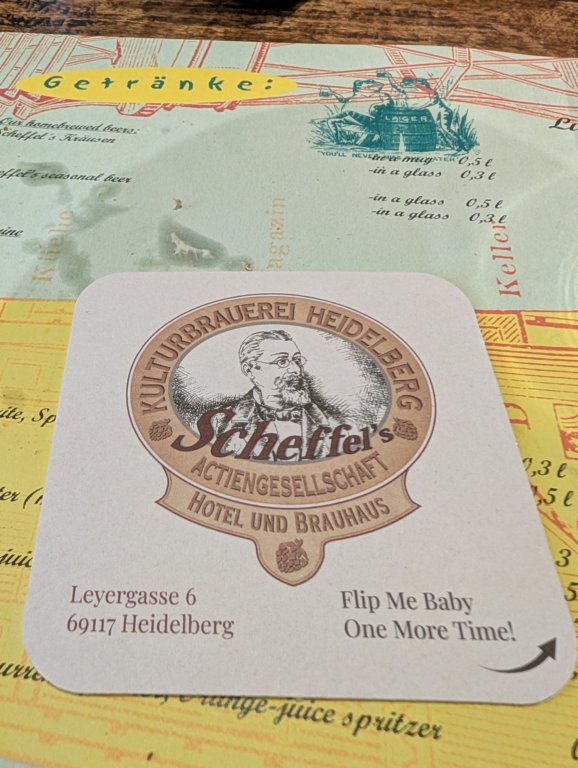 Getränke:
Our homebrewed beers:
Scheffel's Kräusen
LAGER
-in a mug 0,5 l
-in a glass 0,3 l
seasonal beer
-in a glass 0,5 l
-in a glass 0,3 l
Küche
Keller
KULTURBRAUEREI HEIDELBERG
Scheffel's
ACTIENGESELLSCHAFT
HOTEL UND BRAUHAUS
Leyergasse 6
69117 Heidelberg
Flip Me Baby
One More Time!
0,3 l
0,5 l
orange-juice spritzer